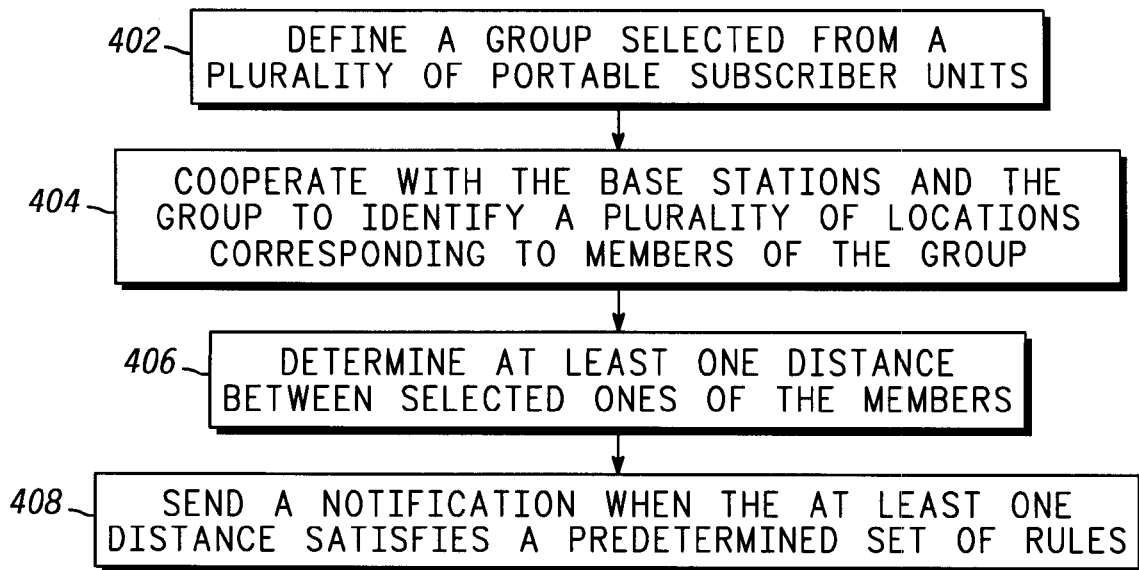 402
DEFINE A GROUP SELECTED FROM A
PLURALITY OF PORTABLE SUBSCRIBER UNITS
404
COOPERATE WITH THE BASE STATIONS AND THE
GROUP TO IDENTIFY A PLURALITY OF LOCATIONS
CORRESPONDING TO MEMBERS OF THE GROUP
406
DETERMINE AT LEAST ONE DISTANCE
BETWEEN SELECTED ONES OF THE MEMBERS
408
SEND A NOTIFICATION WHEN THE AT LEAST ONE
DISTANCE SATISFIES A PREDETERMINED SET OF RULES